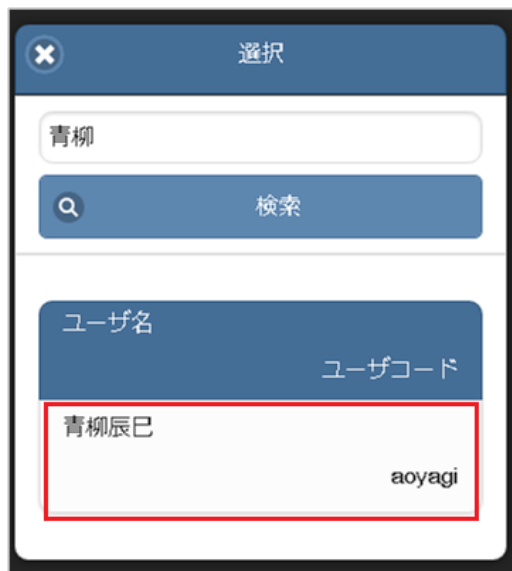 選択
青柳
検索
ユーザ名
ユーザコード
青柳辰巳
aoyagi